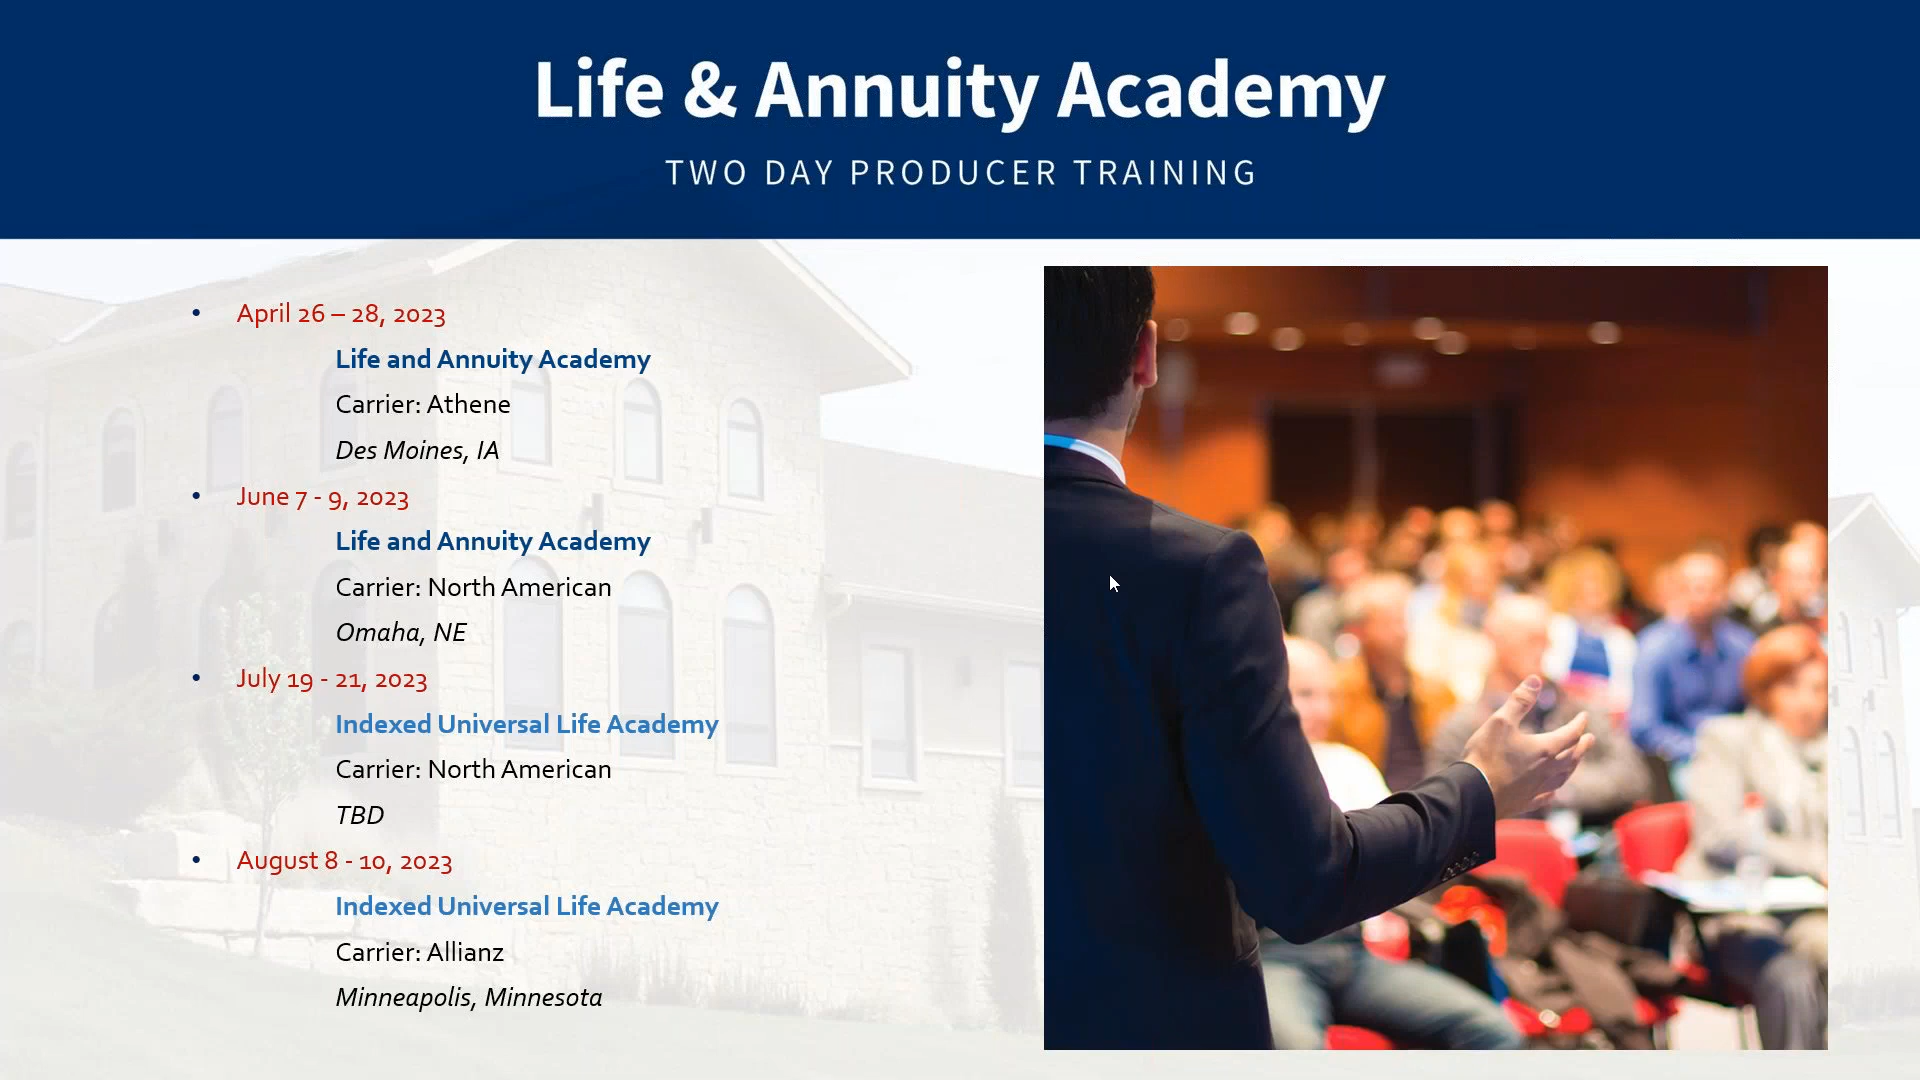 Life & Annuity Academy
TWO DAY PRODUCER TRAINING
• April 26 – 28, 2023
Life and Annuity Academy
Carrier: Athene
Des Moines, IA
• June 7 - 9, 2023
Life and Annuity Academy
Carrier: North American
Omaha, NE
• July 19 - 21, 2023
Indexed Universal Life Academy
Carrier: North American
TBD
• August 8 - 10, 2023
Indexed Universal Life Academy
Carrier: Allianz
Minneapolis, Minnesota